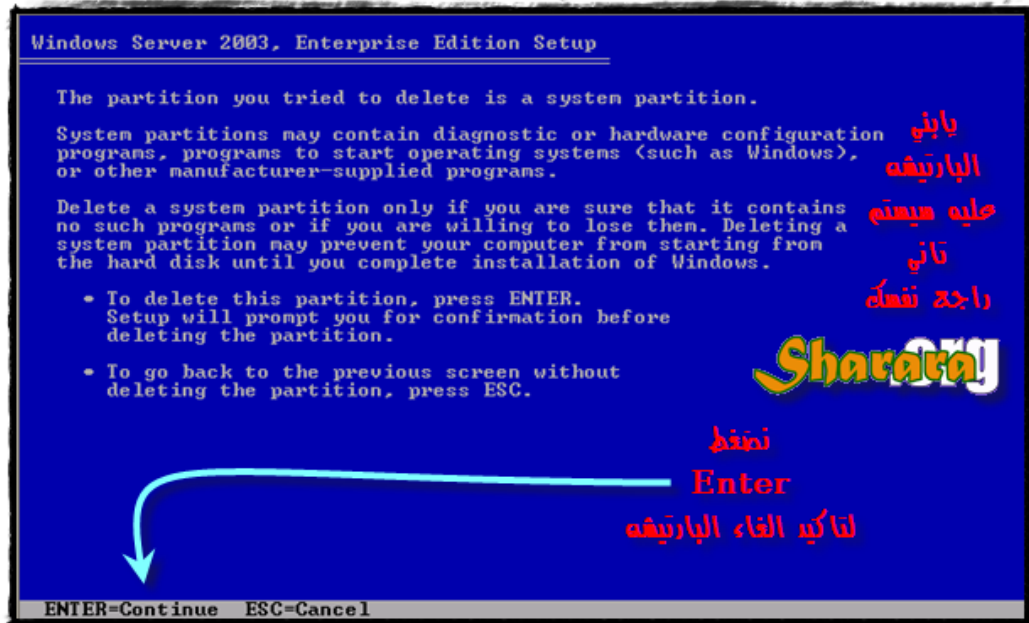 Windows Server 2003, Enterprise Edition Setup
The partition you tried to delete is a system partition.
System partitions may contain diagnostic or hardware configuration
programs, programs to start operating systems (such as Windows),
or other manufacturer-supplied programs.
Delete a system partition only if you are sure that it contains
no such programs or if you are willing to lose them. Deleting a
system partition may prevent your computer from starting from
the hard disk until you complete installation of Windows.
• To delete this partition, press ENTER.
Setup will prompt you for confirmation before
deleting the partition.
• To go back to the previous screen without
deleting the partition, press ESC.
يابني
البارتيشه
عليه سيستم
تاني
راجع نفسك
Sharara.org
نضغط
Enter
لتاكيد الغاء البارتيشه
ENTER=Continue ESC=Cancel